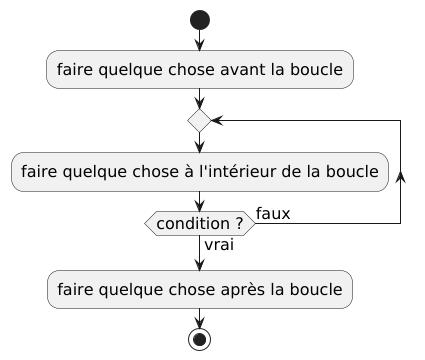 faire quelque chose avant la boucle
faire quelque chose à l'intérieur de la boucle
condition ?
faux
vrai
faire quelque chose après la boucle